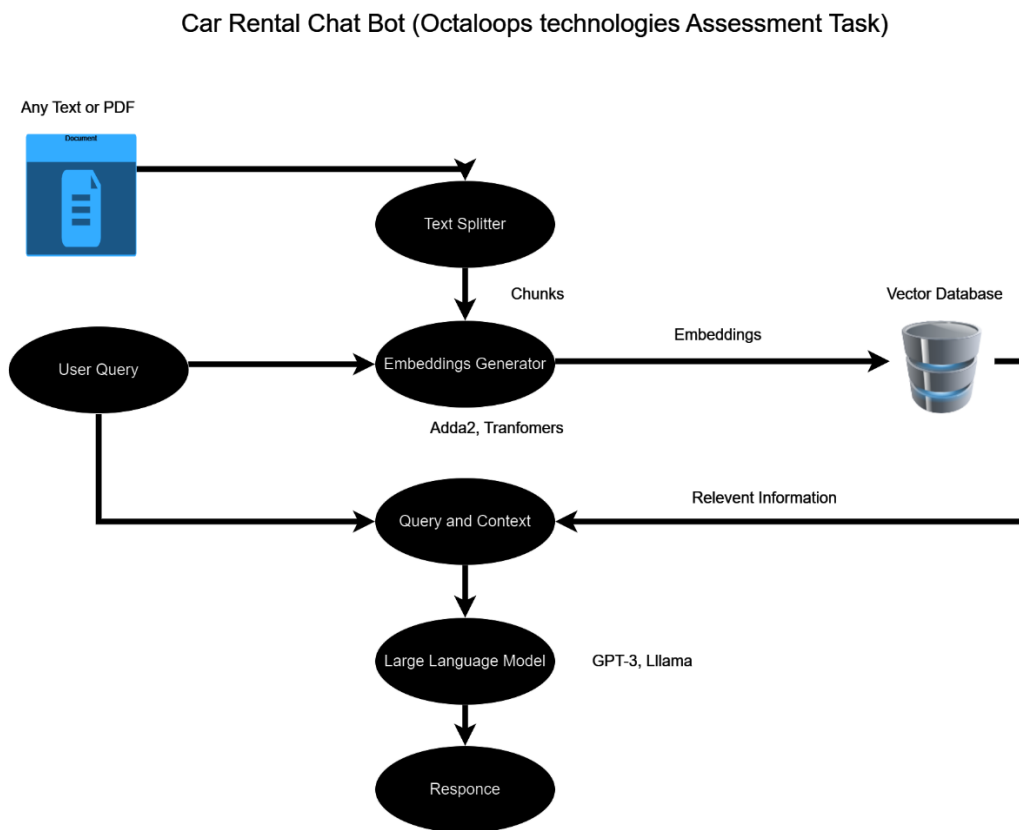 Car Rental Chat Bot (Octaloops technologies Assessment Task)
Any Text or PDF
Document
Text Splitter
Chunks
Vector Database
User Query
Embeddings Generator
Embeddings
Adda2, Tranfomers
Query and Context
Relevent Information
Large Language Model
GPT-3, Lllama
Responce